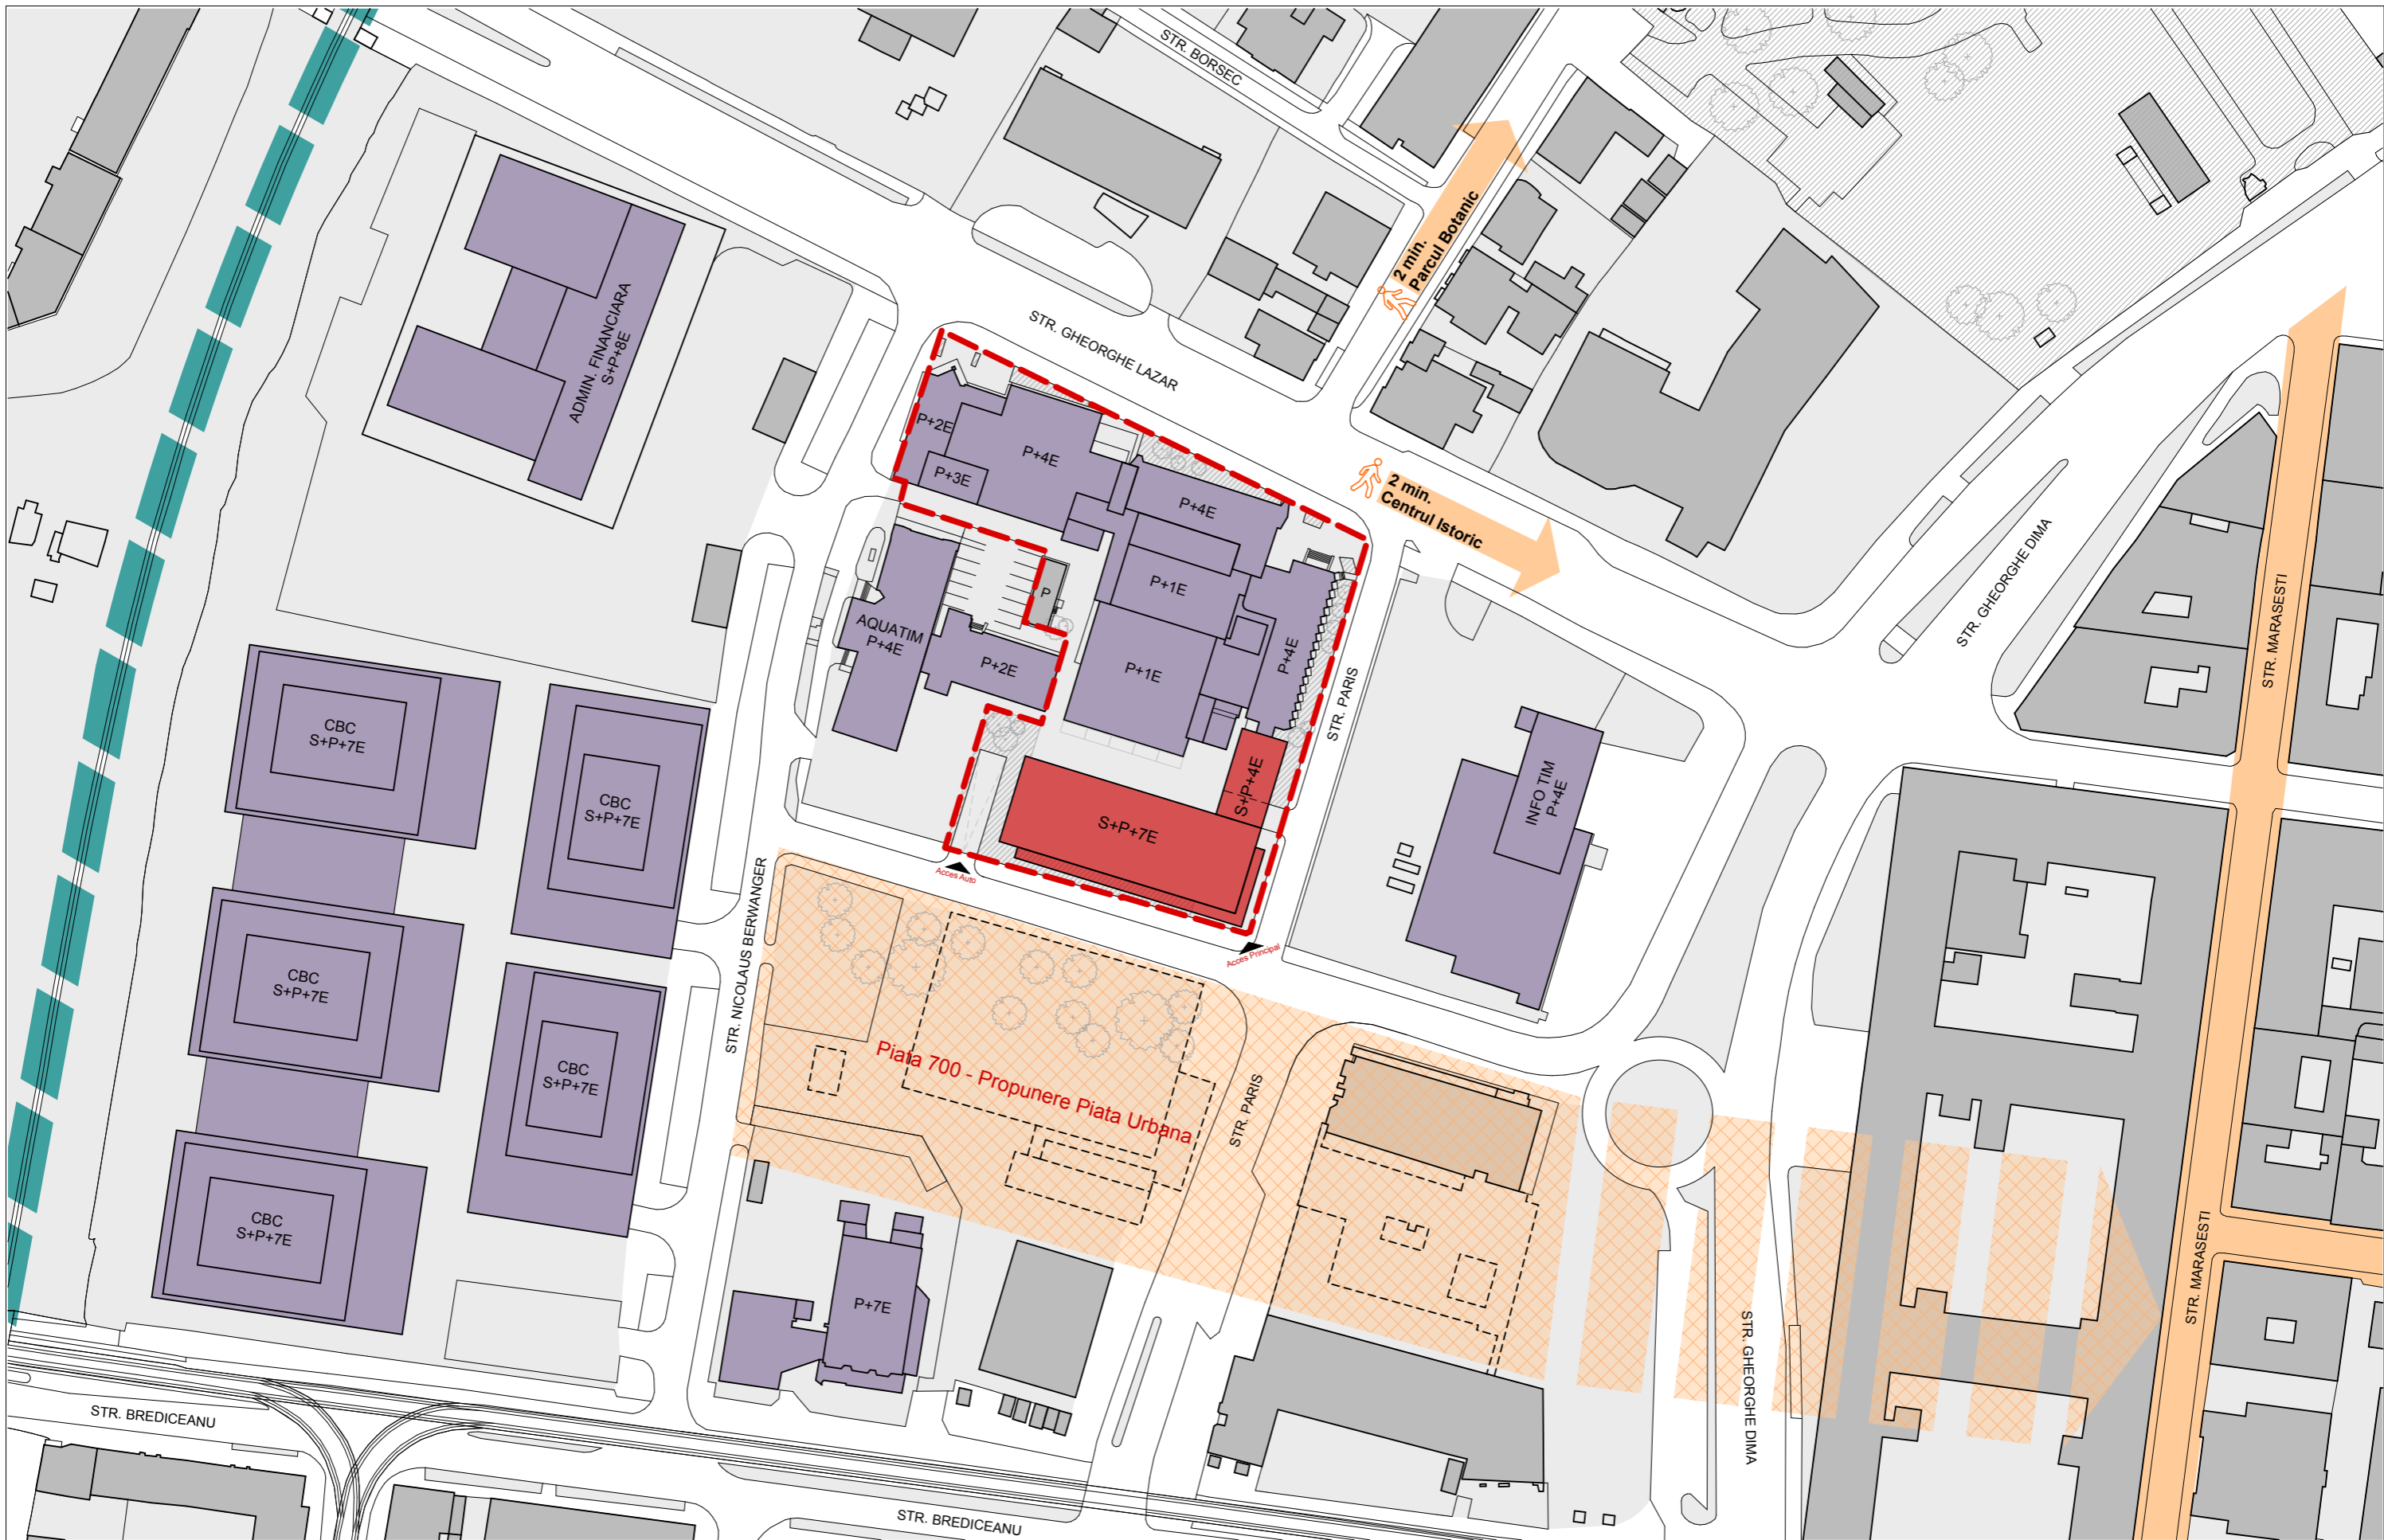 STR. BORSEC
2 min.
Parcul Botanic
STR. GHEORGHE LAZAR
ADMIN. FINANCIARA
S+P+8E
P+2E
P+4E
P+3E
P+4E
2 min.
Centrul Istoric
STR. GHEORGHE DIMA
STR. MARASESTI
P+1E
P
AQUATIM
P+4E
P+2E
P+1E
P+4E
STR. PARIS
CBC
S+P+7E
CBC
S+P+7E
S+P+4E
S+P+7E
INFO TIM
P+4E
Acces Auto
Acces Principal
STR. NICOLAUS BERWANGER
CBC
S+P+7E
CBC
S+P+7E
Piata 700 - Propunere Piata Urbana
STR. PARIS
CBC
S+P+7E
P+7E
STR. GHEORGHE DIMA
STR. MARASESTI
STR. BREDICEANU
STR. BREDICEANU